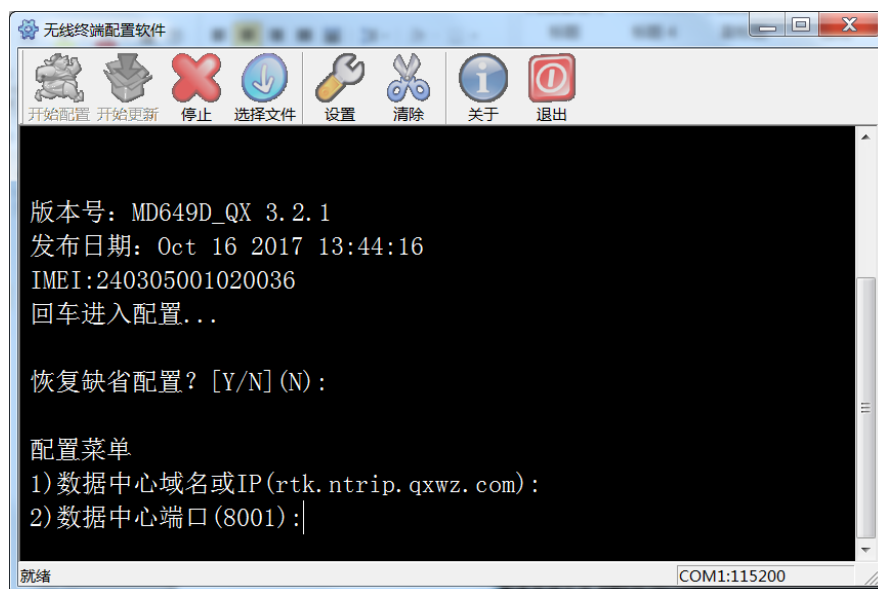 无线终端配置软件
开始配置 开始更新 停止 选择文件 设置 清除 关于 退出
版本号: MD649D_QX 3.2.1
发布日期: Oct 16 2017 13:44:16
IMEI:240305001020036
回车进入配置...
恢复缺省配置? [Y/N](N):
配置菜单
1)数据中心域名或IP(rtk.ntrip.qxwz.com):
2)数据中心端口(8001):
就绪 COM1:115200